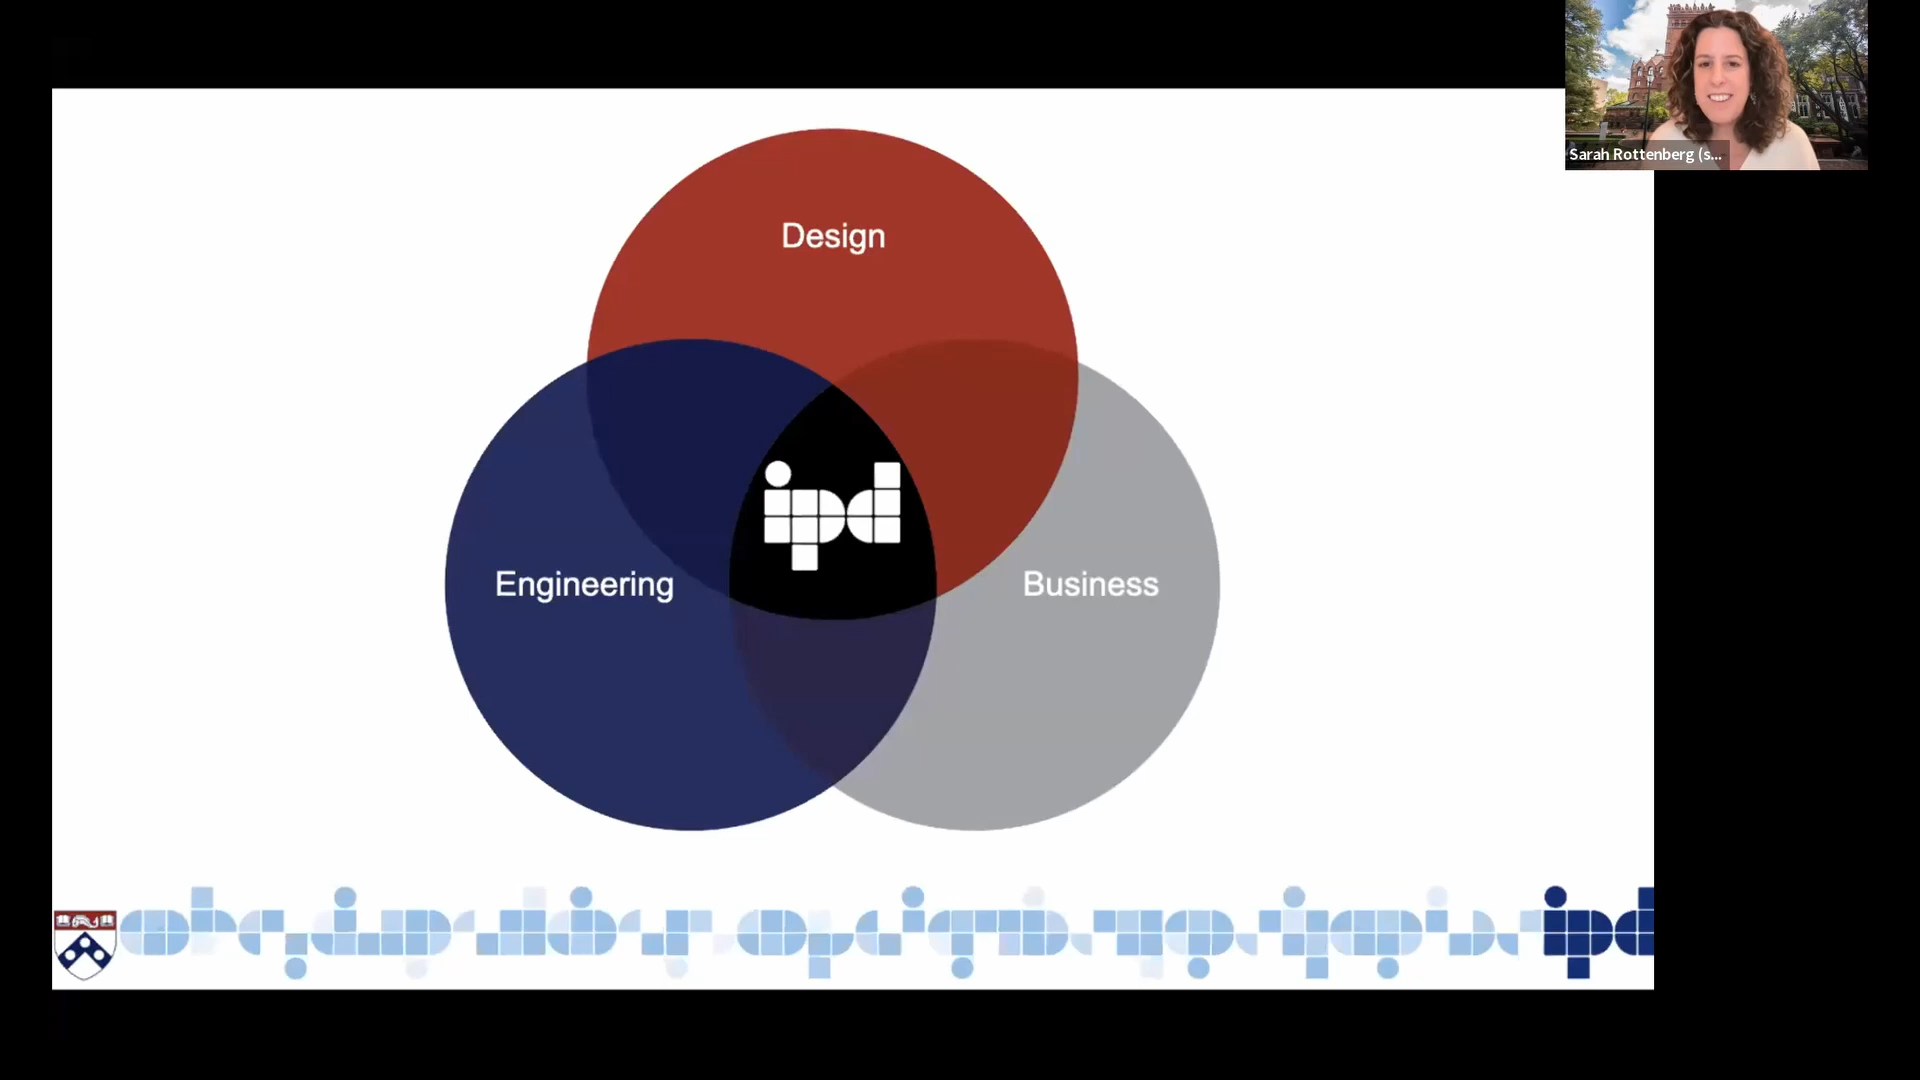 Sarah Rottenberg (s...
Design
ipd
Engineering
Business
ipd